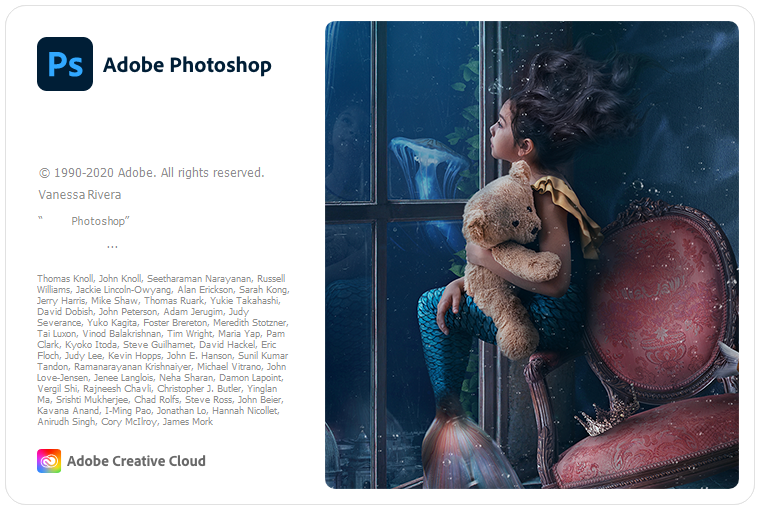 Ps Adobe Photoshop
© 1990-2020 Adobe. All rights reserved.
Vanessa Rivera
“ Photoshop”
...
Thomas Knoll, John Knoll, Seetharaman Narayanan, Russell
Williams, Jackie Lincoln-Owyang, Alan Erickson, Sarah Kong,
Jerry Harris, Mike Shaw, Thomas Ruark, Yukie Takahashi,
David Dobish, John Peterson, Adam Jerugim, Judy
Severance, Yuko Kagita, Foster Brereton, Meredith Stotzner,
Tai Luxon, Vinod Balakrishnan, Tim Wright, Maria Yap, Pam
Clark, Kyoko Itoda, Steve Guilhamet, David Hackel, Eric
Floch, Judy Lee, Kevin Hopps, John E. Hanson, Sunil Kumar
Tandon, Ramanarayanan Krishnaiyer, Michael Vitrano, John
Love-Jensen, Jenee Langlois, Neha Sharan, Damon Lapoint,
Vergil Shi, Rajneesh Chavli, Christopher J. Butler, Yinglan
Ma, Srishti Mukherjee, Chad Rolfs, Steve Ross, John Beier,
Kavana Anand, I-Ming Pao, Jonathan Lo, Hannah Nicollet,
Anirudh Singh, Cory McIlroy, James Mork
Adobe Creative Cloud